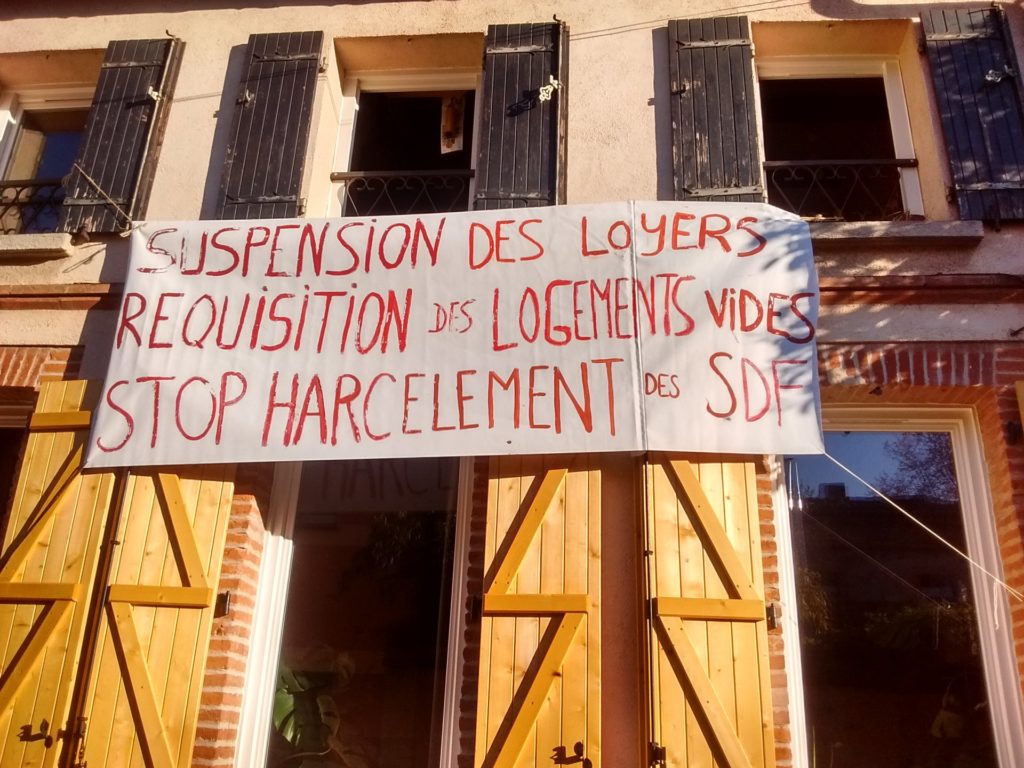 SUSPENSION DES LOYERS
REQUISITION DES LOGEMENTS ViDES
STOP HARCELEMENT DES SDF